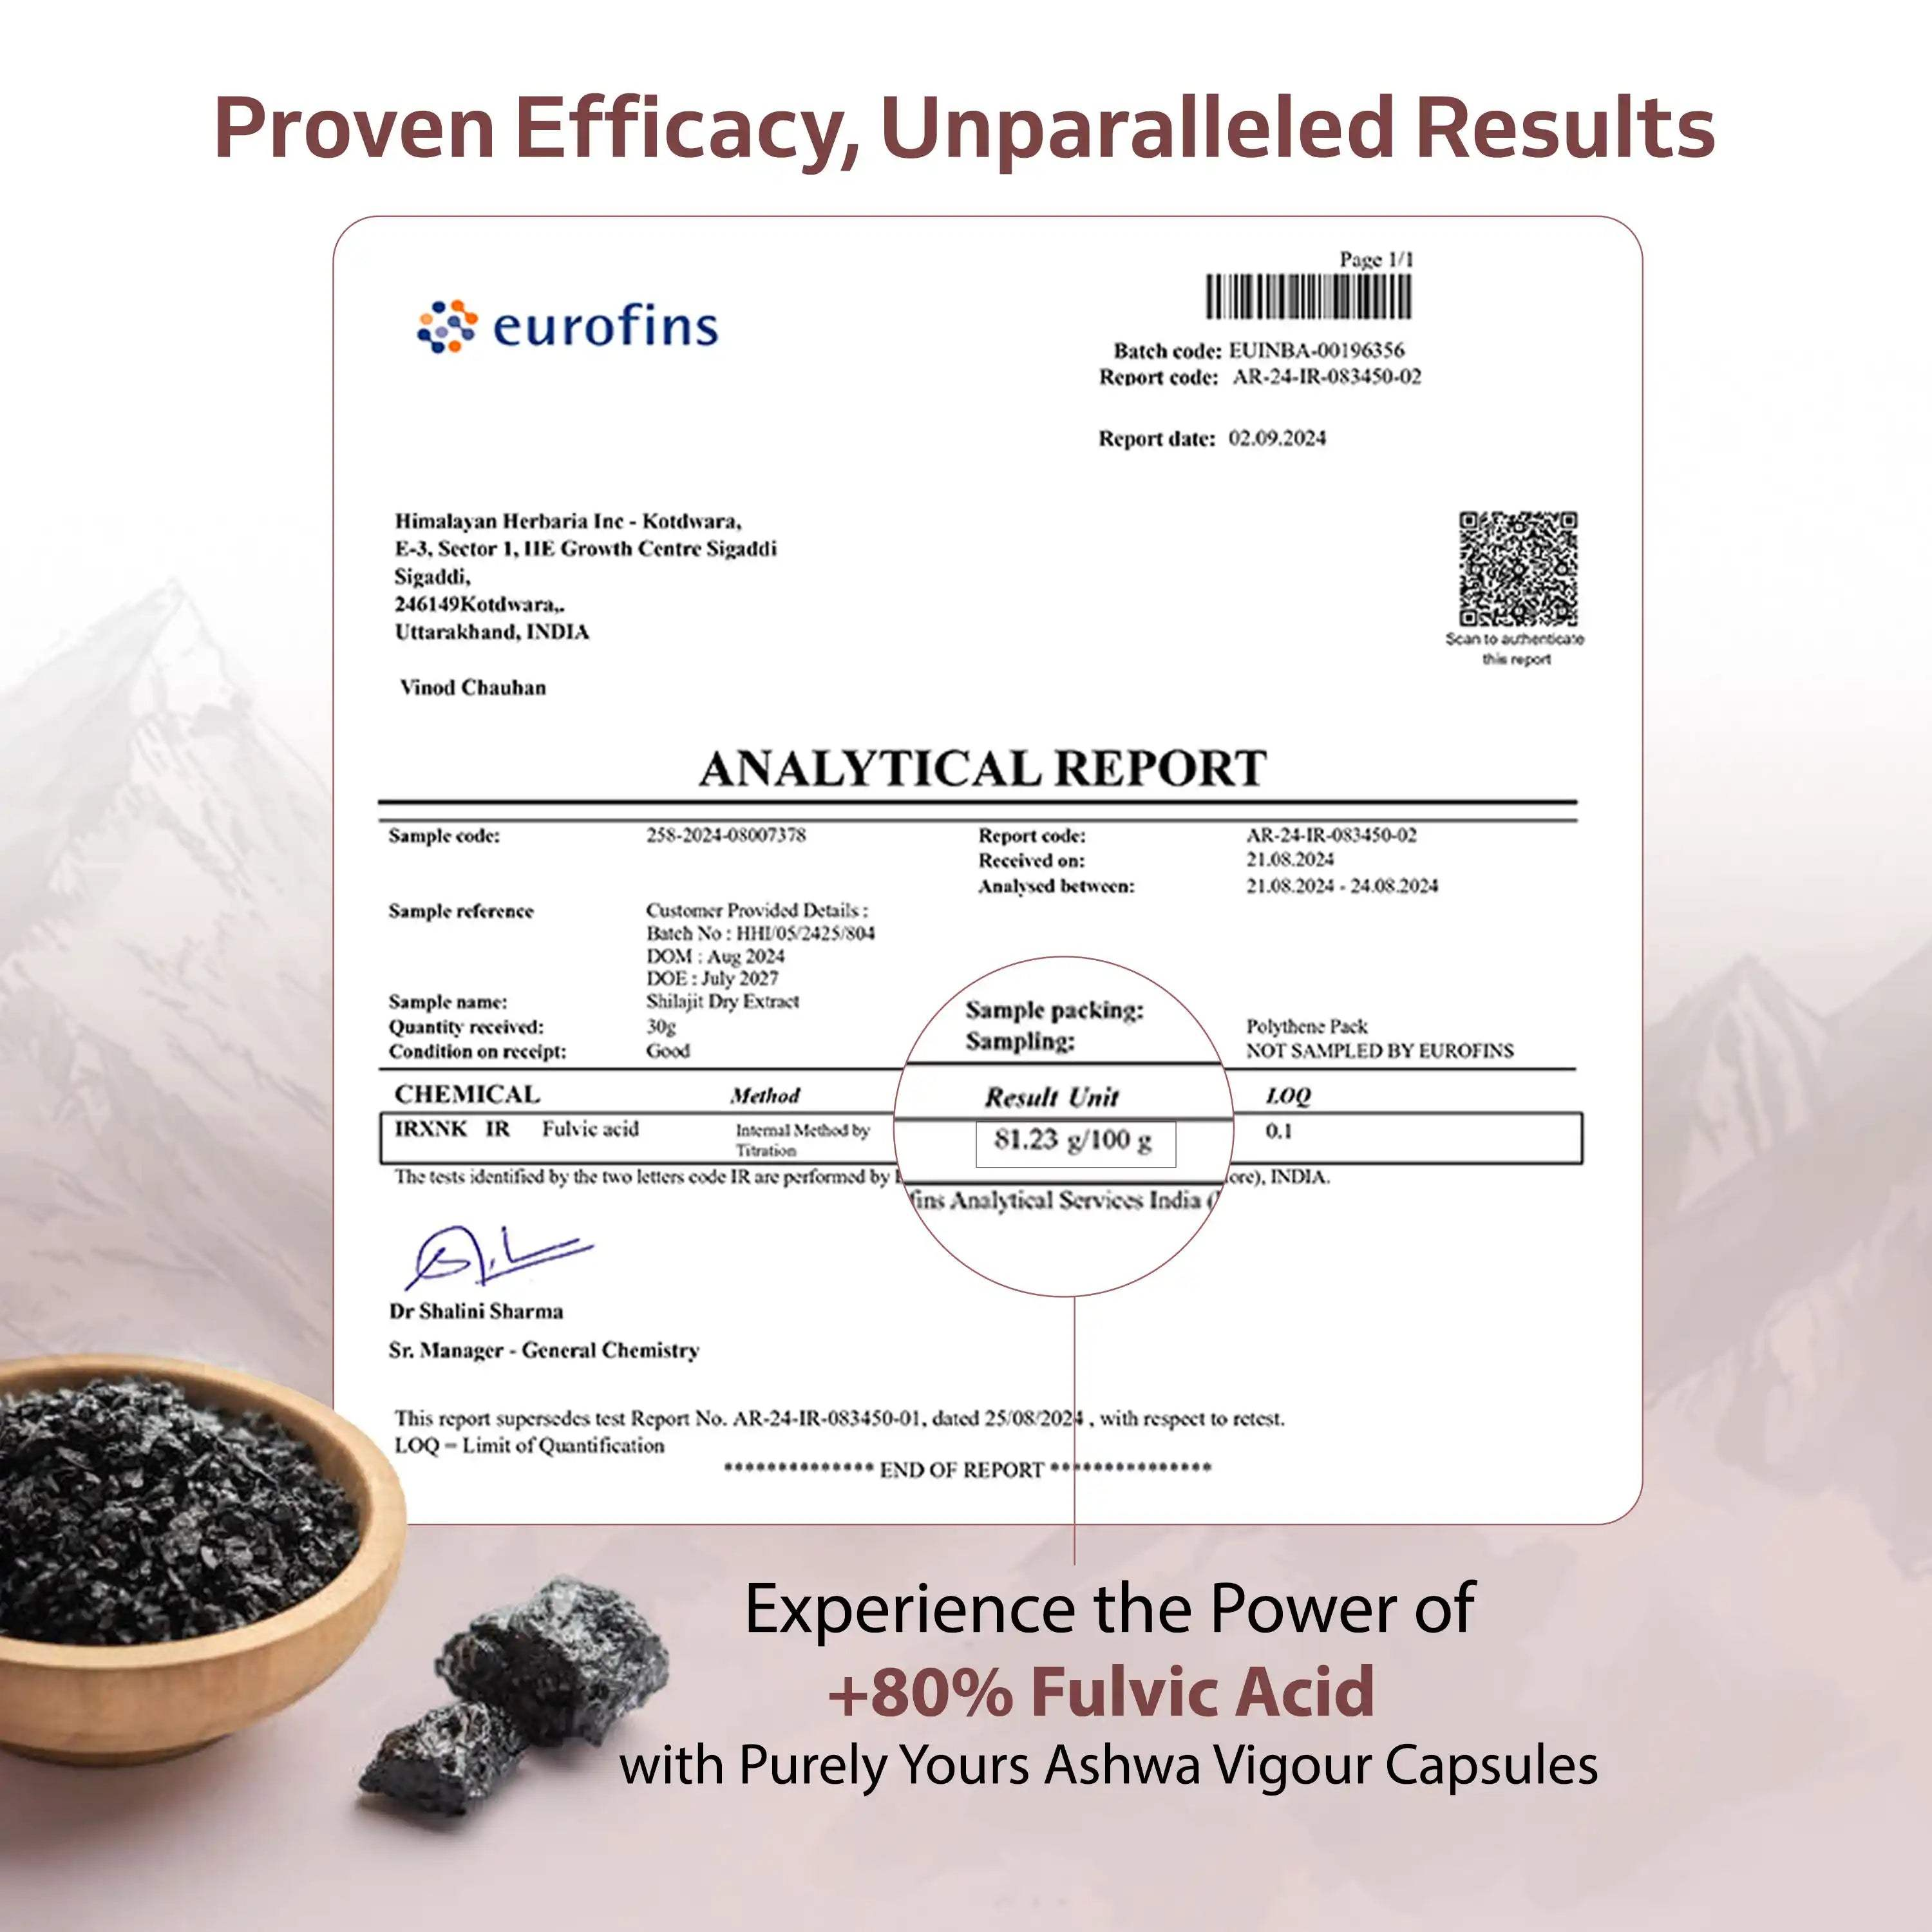 Proven Efficacy, Unparalleled Results
Page 1/1
eurofins
Batch code: EUINBA-00196356
Report code: AR-24-IR-083450-02
Report date: 02.09.2024
Himalayan Herbaria Inc - Kotdwara,
E-3, Sector 1, IIE Growth Centre Sigaddi
Sigaddi,
246149Kotdwara,.
Uttarakhand, INDIA
Scan to authenticate
this report
Vinod Chauhan
ANALYTICAL REPORT
Sample code: 258-2024-08007378 Report code: AR-24-IR-083450-02
Received on: 21.08.2024
Analysed between: 21.08.2024 - 24.08.2024
Sample reference Customer Provided Details :
Batch No : HHI/05/2425/804
DOM : Aug 2024
DOE : July 2027
Sample name: Shilajit Dry Extract Sample packing: Polythene Pack
Quantity received: 30g Sampling: NOT SAMPLED BY EUROFINS
Condition on receipt: Good
CHEMICAL Method Result Unit LOQ
IRXNK IR Fulvic acid Internal Method by 81.23 g/100 g 0.1
Titration
The tests identified by the two letters code IR are performed by
fins Analytical Services India (
ore), INDIA.
Dr Shalini Sharma
Sr. Manager - General Chemistry
This report supersedes test Report No. AR-24-IR-083450-01, dated 25/08/2024 , with respect to retest.
LOQ = Limit of Quantification
************** END OF REPORT ***************
Experience the Power of
+80% Fulvic Acid
with Purely Yours Ashwa Vigour Capsules